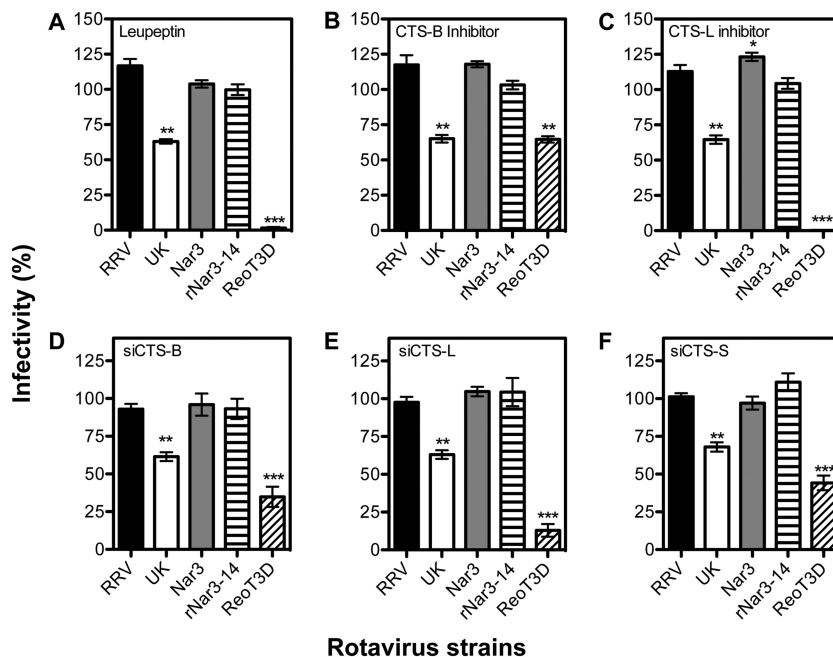 A
Leupeptin
125
100
75
50
25
0
**
***
RRV
UK
Nar3
rNar3-14
ReoT3D
B
CTS-B Inhibitor
125
100
75
50
25
0
**
**
RRV
UK
Nar3
rNar3-14
ReoT3D
C
CTS-L inhibitor
125
100
75
50
25
0
**
*
***
RRV
UK
Nar3
rNar3-14
ReoT3D
Infectivity (%)
D
siCTS-B
125
100
75
50
25
0
**
***
RRV
UK
Nar3
rNar3-14
ReoT3D
E
siCTS-L
125
100
75
50
25
0
**
***
RRV
UK
Nar3
rNar3-14
ReoT3D
F
siCTS-S
125
100
75
50
25
0
**
***
RRV
UK
Nar3
rNar3-14
ReoT3D
Rotavirus strains